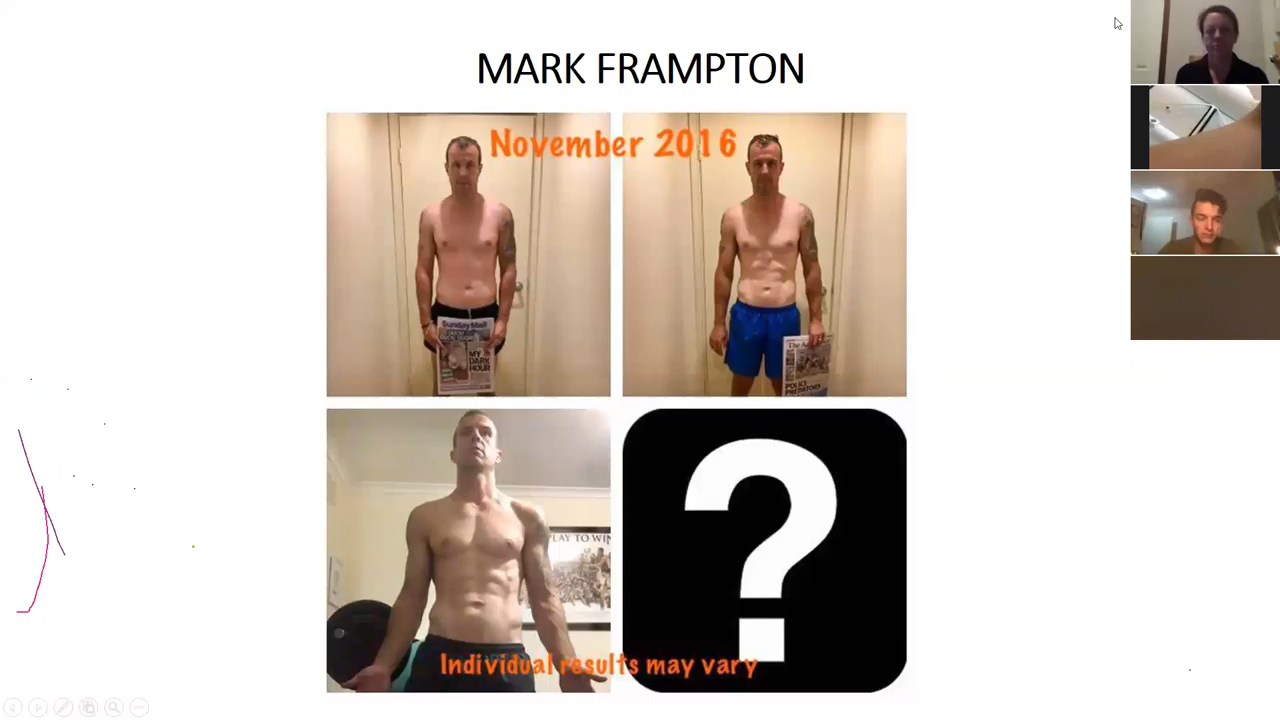 MARK FRAMPTON
November 2016
Sunday Mail
MY
DARK
HOUR
POLICE
PREDATORS
PLAY TO WIN
?
Individual results may vary